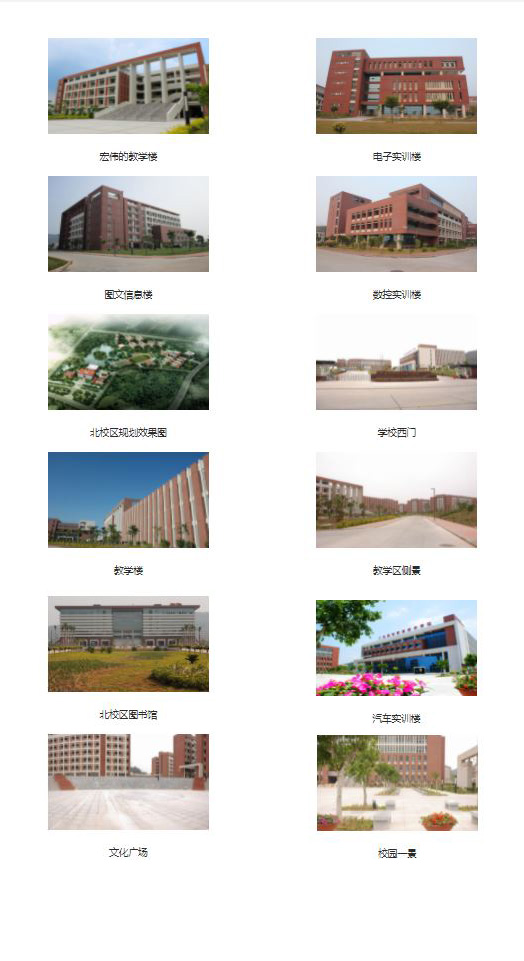 宏伟的教学楼
电子实训楼
图文信息楼
数控实训楼
北校区规划效果图
学校西门
教学楼
教学区侧景
北校区图书馆
汽车实训楼
文化广场
校园一景